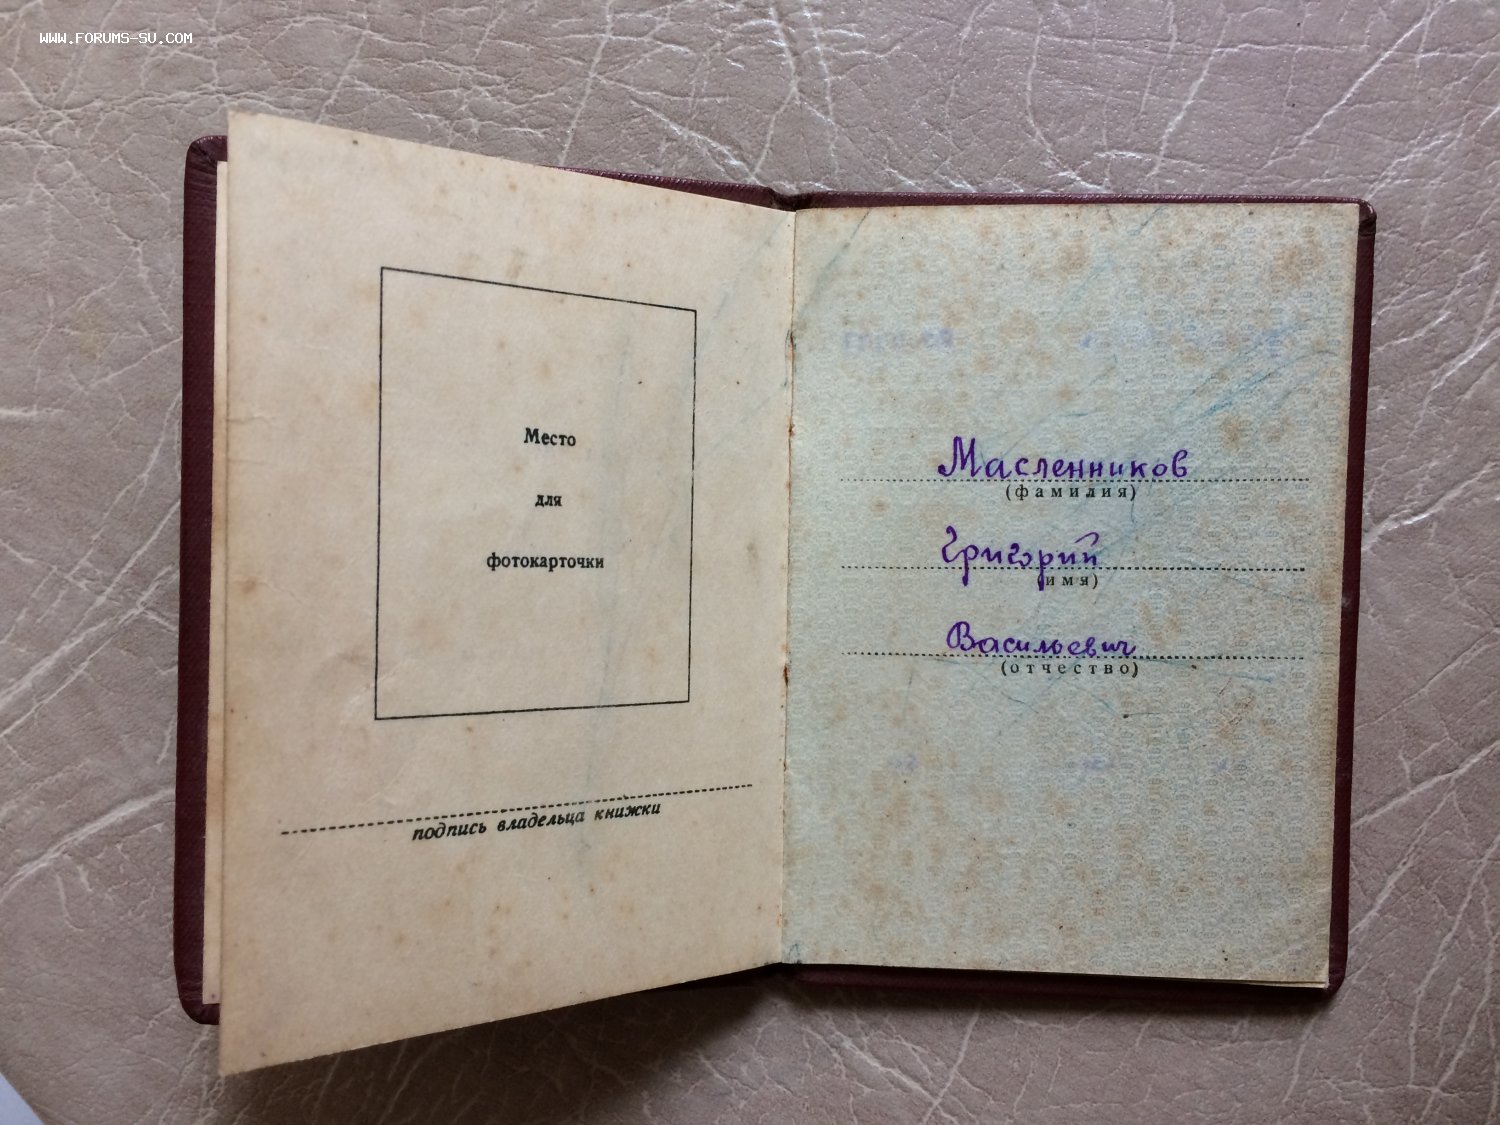 WWW.FORUMS-SU.COM
Место
для
фотокарточки
подпись владельца книжки
Масленников
(фамилия)
Григорий
(имя)
Васильевич
(отчество)